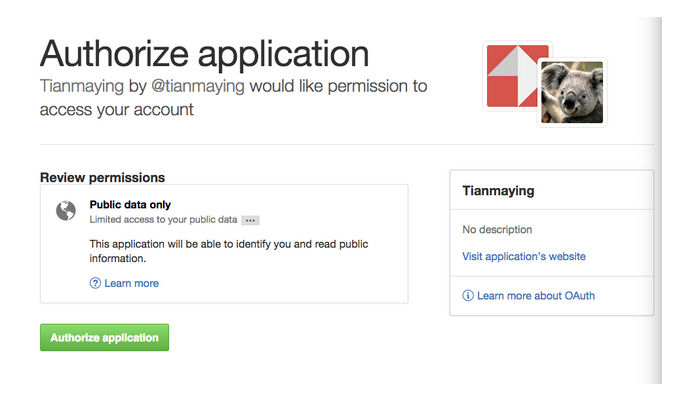 Authorize application
Tianmaying by @tianmaying would like permission to
access your account
Review permissions
Public data only
Limited access to your public data ...
This application will be able to identify you and read public
information.
? Learn more
Authorize application
Tianmaying
No description
Visit application's website
Learn more about OAuth